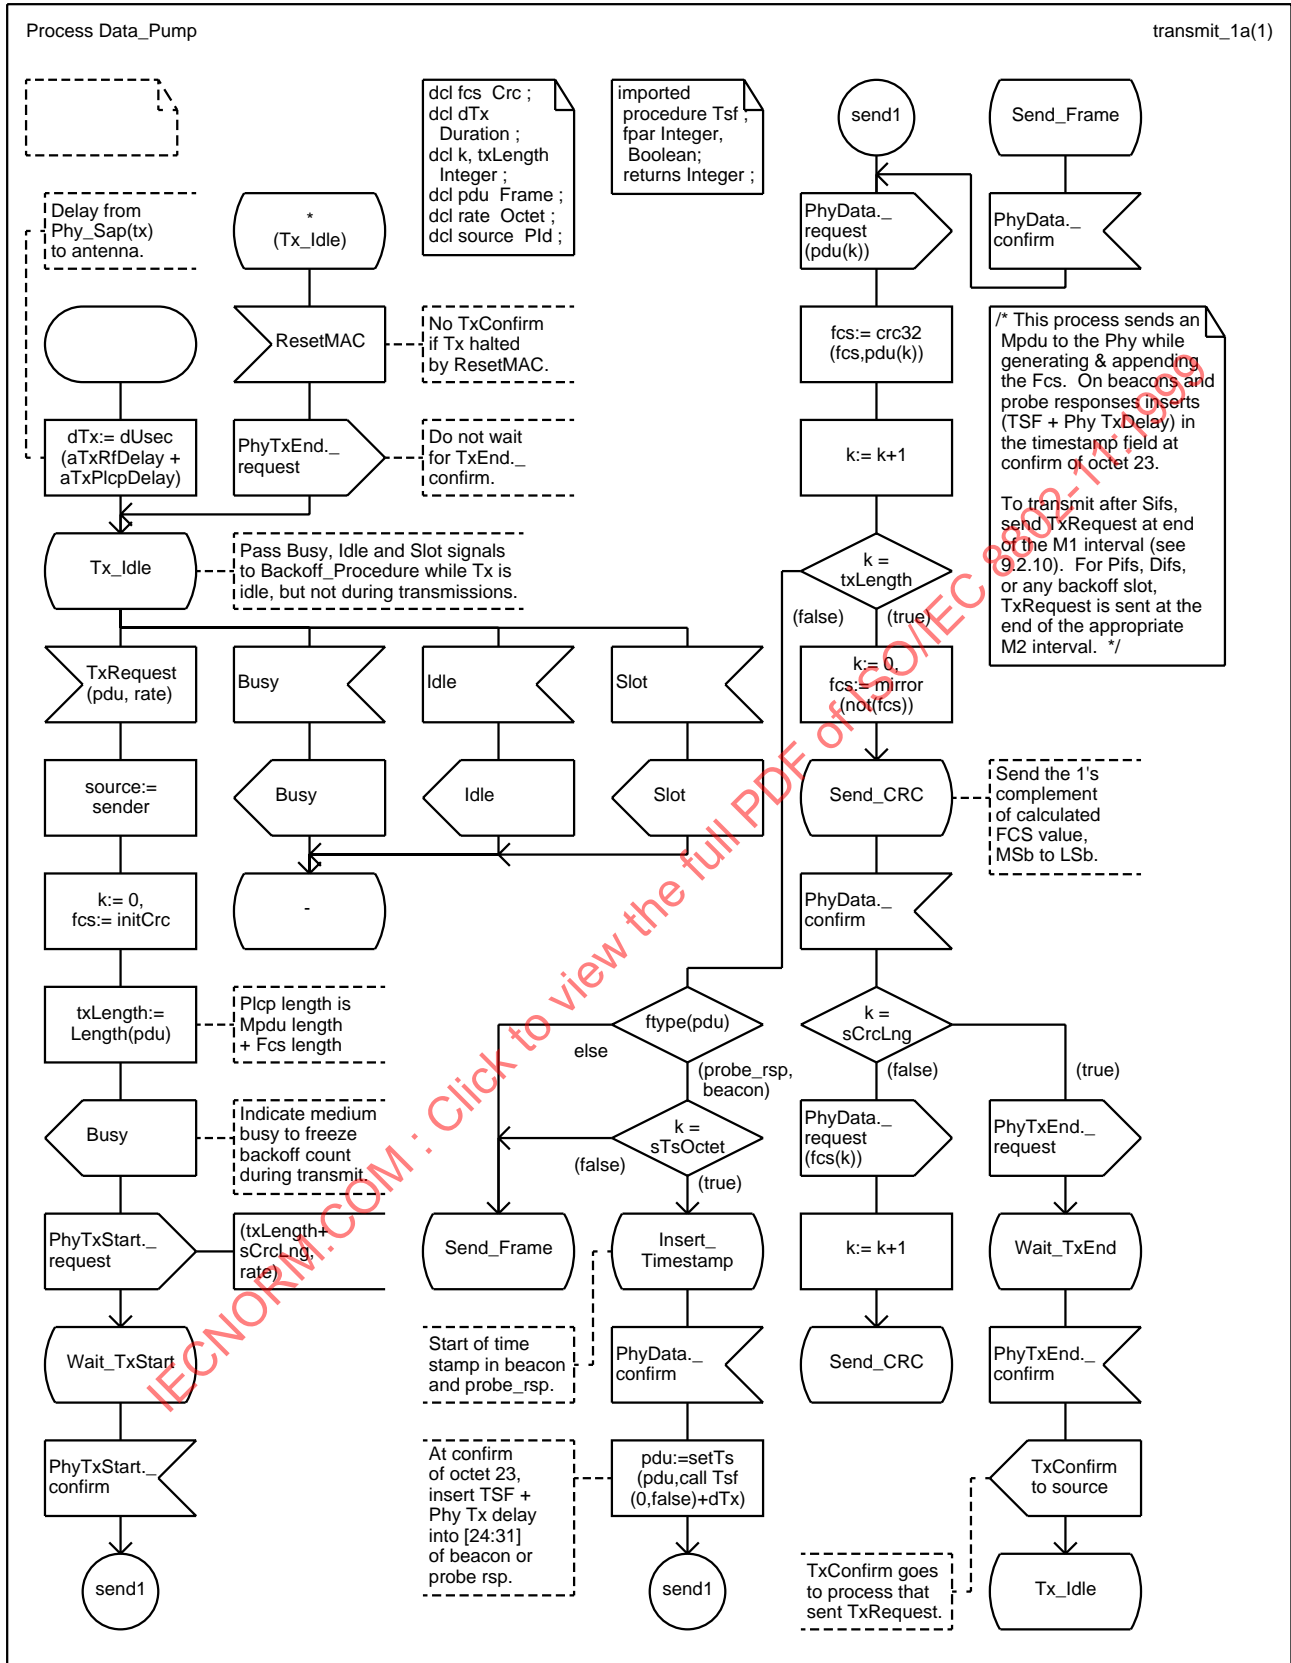 Process Data_Pump
transmit_1a(1)
dcl fcs Crc ;
dcl dTx
Duration ;
dcl k, txLength
Integer ;
dcl pdu Frame ;
dcl rate Octet ;
dcl source PId ;
imported
procedure Tsf ;
fpar Integer,
Boolean;
returns Integer ;
send1
Send_Frame
Delay from
Phy_Sap(tx)
to antenna.
*
(Tx_Idle)
PhyData._
request
(pdu(k))
PhyData._
confirm
ResetMAC
No TxConfirm
if Tx halted
by ResetMAC.
fcs:= crc32
(fcs,pdu(k))
/* This process sends an
Mpdu to the Phy while
generating & appending
the Fcs. On beacons and
probe responses inserts
(TSF + Phy TxDelay) in
the timestamp field at
confirm of octet 23.
To transmit after Sifs,
send TxRequest at end
of the M1 interval (see
9.2.10). For Pifs, Difs,
or any backoff slot,
TxRequest is sent at the
end of the appropriate
M2 interval. */
dTx:= dUsec
(aTxRfDelay +
aTxPlcpDelay)
PhyTxEnd._
request
Do not wait
for TxEnd._
confirm.
k:= k+1
Tx_Idle
Pass Busy, Idle and Slot signals
to Backoff_Procedure while Tx is
idle, but not during transmissions.
k =
txLength
(false)
(true)
TxRequest
(pdu, rate)
Busy
Idle
Slot
k:= 0,
fcs:= mirror
(not(fcs))
source:=
sender
Busy
Idle
Slot
Send_CRC
Send the 1's
complement
of calculated
FCS value,
MSb to LSb.
k:= 0,
fcs:= initCrc
-
PhyData._
confirm
txLength:=
Length(pdu)
Plcp length is
Mpdu length
+ Fcs length
ftype(pdu)
else
(probe_rsp,
beacon)
k =
sCrcLng
(false)
(true)
Busy
Indicate medium
busy to freeze
backoff count
during transmit.
k =
sTsOctet
(false)
(true)
PhyData._
request
(fcs(k))
PhyTxEnd._
request
PhyTxStart._
request
(txLength+
sCrcLng,
rate)
Send_Frame
Insert_
Timestamp
k:= k+1
Wait_TxEnd
Wait_TxStart
Start of time
stamp in beacon
and probe_rsp.
PhyData._
confirm
Send_CRC
PhyTxEnd._
confirm
PhyTxStart._
confirm
At confirm
of octet 23,
insert TSF +
Phy Tx delay
into [24:31]
of beacon or
probe rsp.
pdu:=setTs
(pdu,call Tsf
(0,false)+dTx)
TxConfirm
to source
send1
send1
TxConfirm goes
to process that
sent TxRequest.
Tx_Idle
IECNORM.COM : Click to view the full PDF of ISO/IEC 8802-11:1999